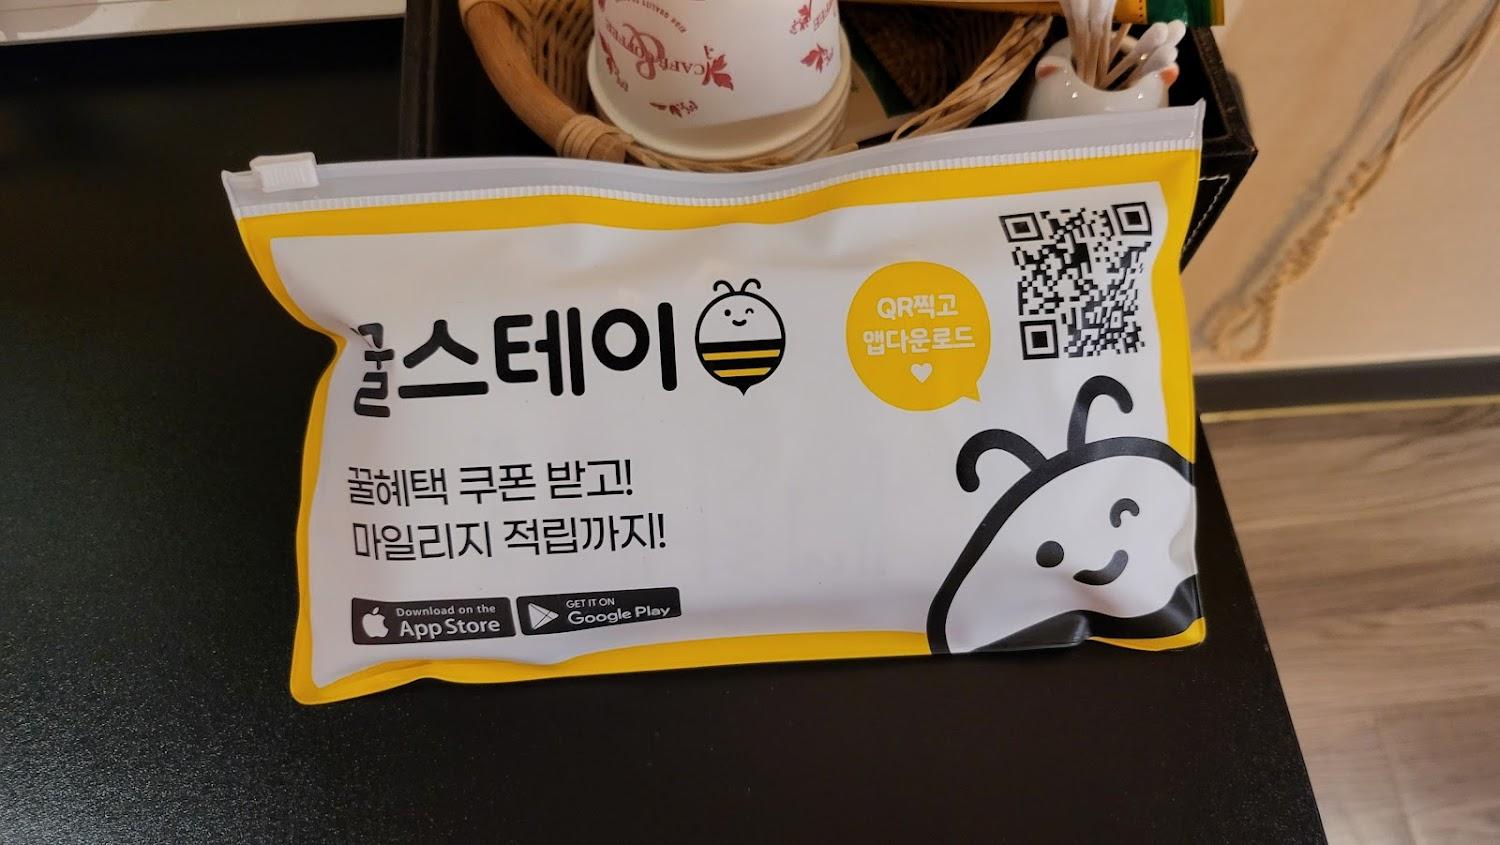 CAFE COFFEE
꿀스테이
QR찍고
앱다운로드
꿀혜택 쿠폰 받고!
마일리지 적립까지!
Download on the
App Store
GET IT ON
Google Play